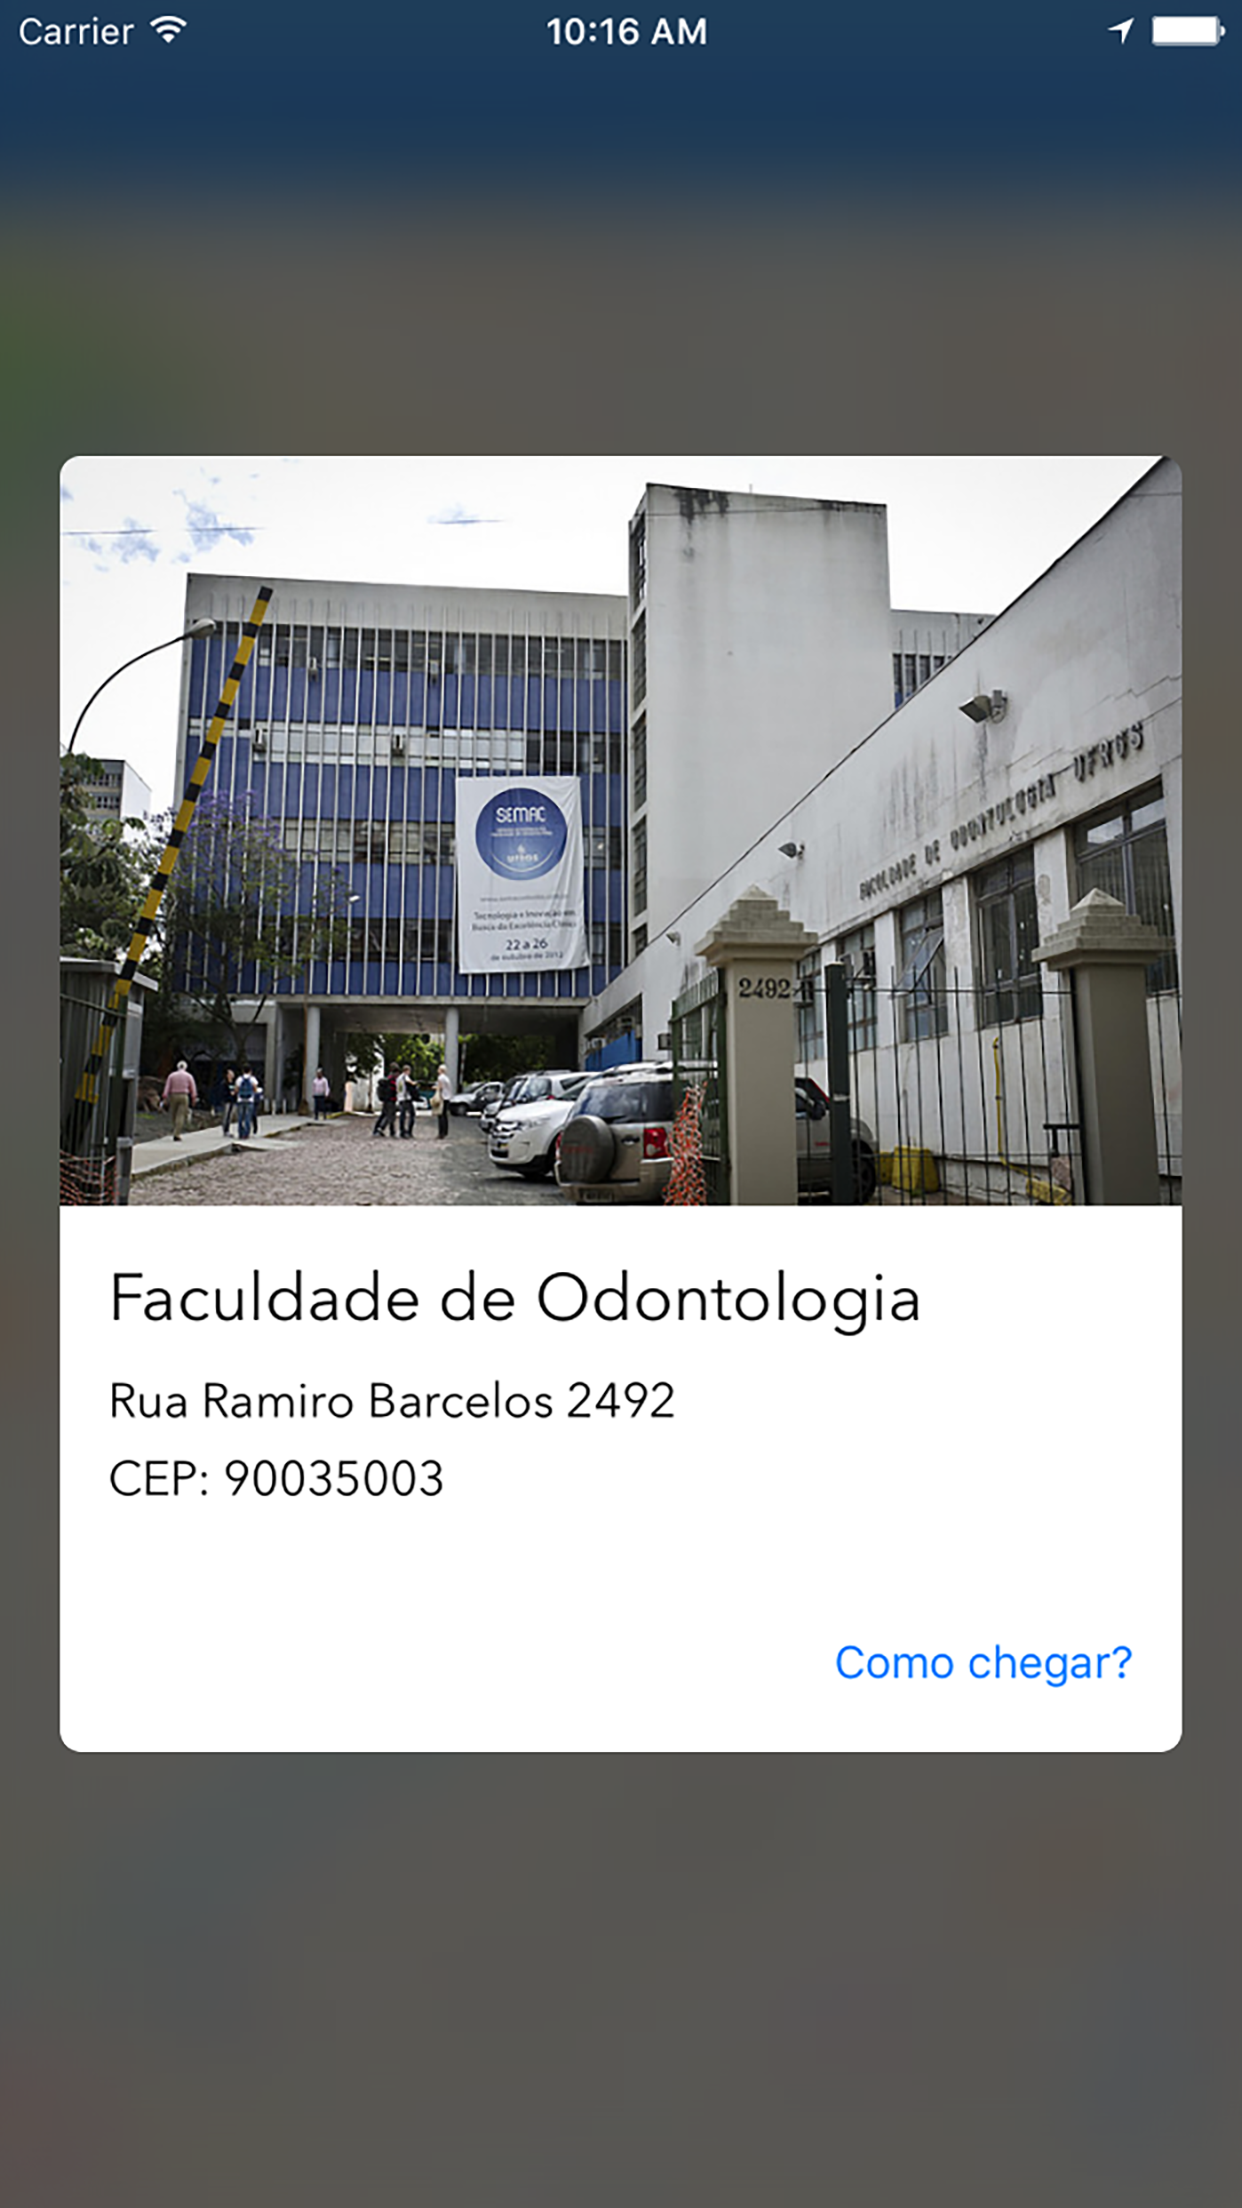 Carrier
10:16 AM
SEMAC
UFRGS
Tecnologia e Inovação em
Busca da Excelência Clínica
22 a 26
de outubro de 2012
FACULDADE DE ODONTOLOGIA UFRGS
2492
Faculdade de Odontologia
Rua Ramiro Barcelos 2492
CEP: 90035003
Como chegar?